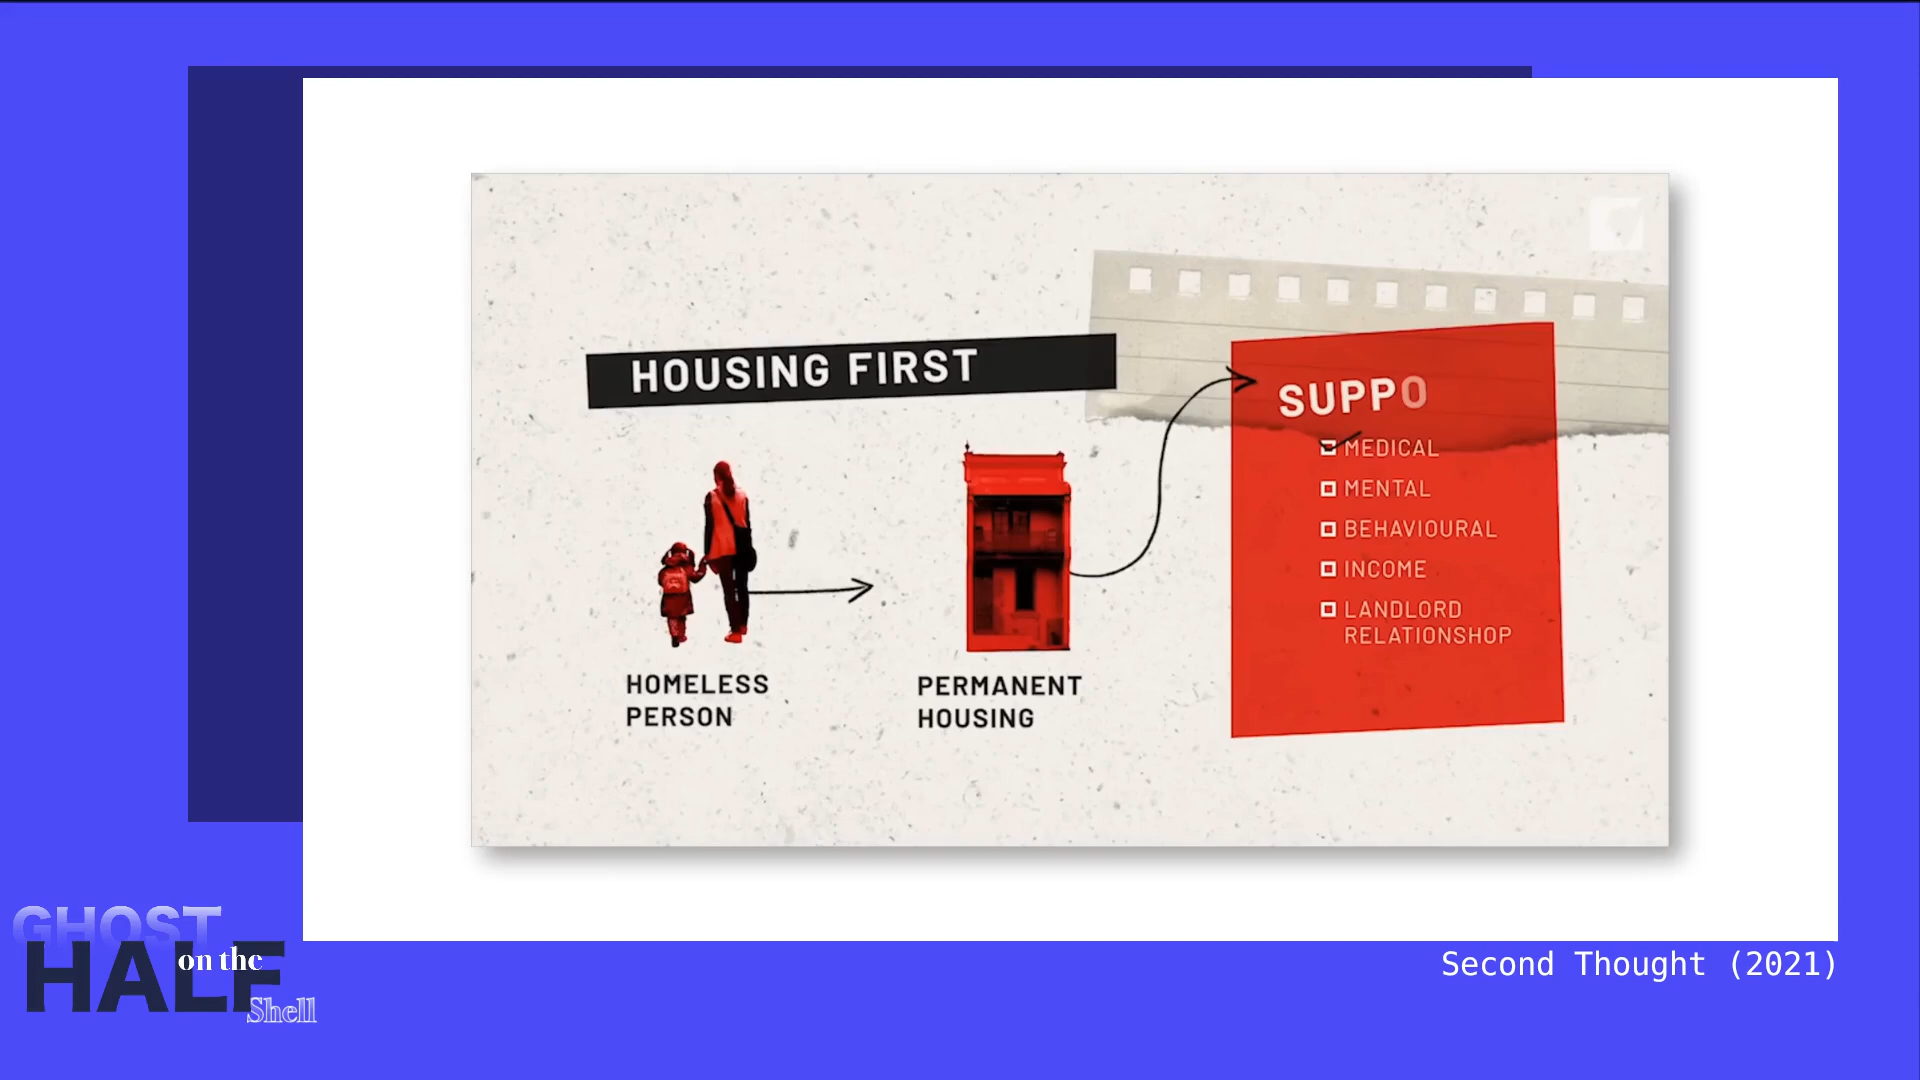 HOUSING FIRST
SUPPO
MEDICAL
MENTAL
BEHAVIOURAL
INCOME
LANDLORD
RELATIONSHOP
HOMELESS
PERSON
PERMANENT
HOUSING
GHOST
HALF
on the
Shell
Second Thought (2021)